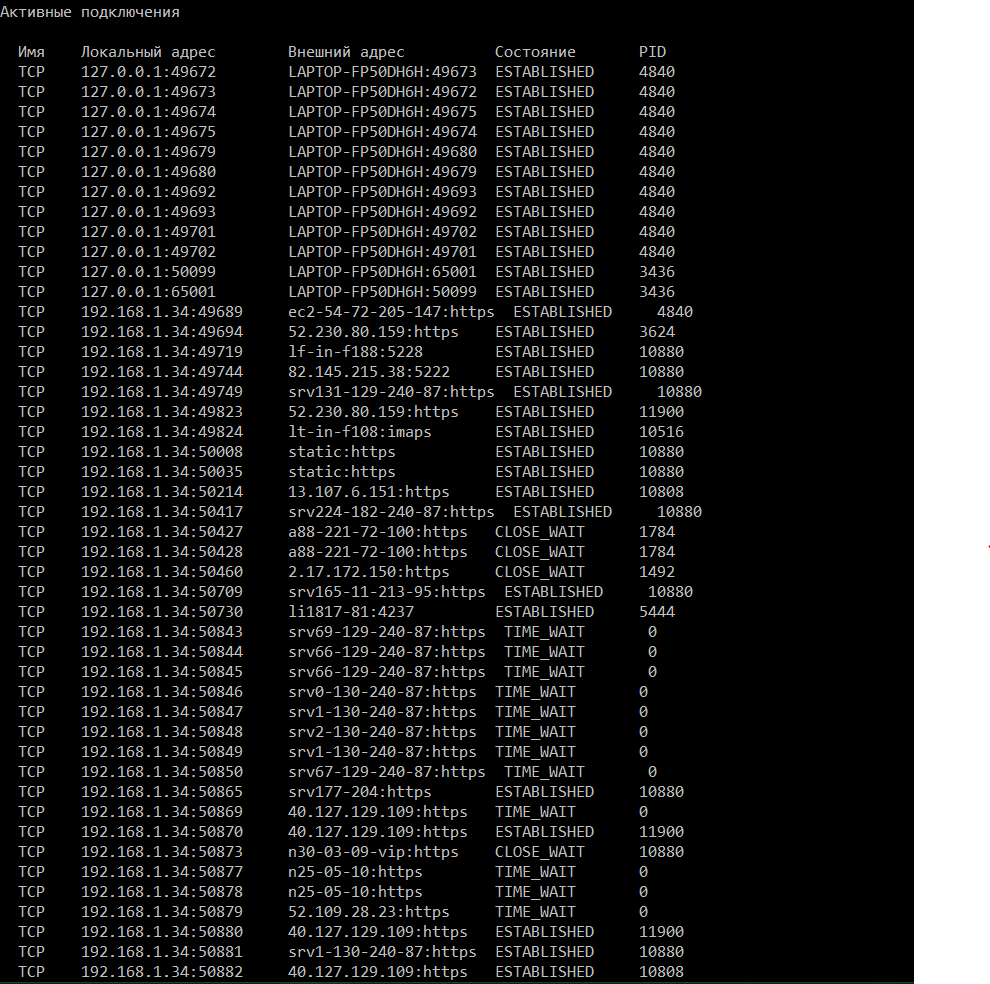 Активные подключения
Имя Локальный адрес Внешний адрес Состояние PID
TCP 127.0.0.1:49672 LAPTOP-FP50DH6H:49673 ESTABLISHED 4840
TCP 127.0.0.1:49673 LAPTOP-FP50DH6H:49672 ESTABLISHED 4840
TCP 127.0.0.1:49674 LAPTOP-FP50DH6H:49675 ESTABLISHED 4840
TCP 127.0.0.1:49675 LAPTOP-FP50DH6H:49674 ESTABLISHED 4840
TCP 127.0.0.1:49679 LAPTOP-FP50DH6H:49680 ESTABLISHED 4840
TCP 127.0.0.1:49680 LAPTOP-FP50DH6H:49679 ESTABLISHED 4840
TCP 127.0.0.1:49692 LAPTOP-FP50DH6H:49693 ESTABLISHED 4840
TCP 127.0.0.1:49693 LAPTOP-FP50DH6H:49692 ESTABLISHED 4840
TCP 127.0.0.1:49701 LAPTOP-FP50DH6H:49702 ESTABLISHED 4840
TCP 127.0.0.1:49702 LAPTOP-FP50DH6H:49701 ESTABLISHED 4840
TCP 127.0.0.1:50099 LAPTOP-FP50DH6H:65001 ESTABLISHED 3436
TCP 127.0.0.1:65001 LAPTOP-FP50DH6H:50099 ESTABLISHED 3436
TCP 192.168.1.34:49689 ec2-54-72-205-147:https ESTABLISHED 4840
TCP 192.168.1.34:49694 52.230.80.159:https ESTABLISHED 3624
TCP 192.168.1.34:49719 lf-in-f188:5228 ESTABLISHED 10880
TCP 192.168.1.34:49744 82.145.215.38:5222 ESTABLISHED 10880
TCP 192.168.1.34:49749 srv131-129-240-87:https ESTABLISHED 10880
TCP 192.168.1.34:49823 52.230.80.159:https ESTABLISHED 11900
TCP 192.168.1.34:49824 lt-in-f108:imaps ESTABLISHED 10516
TCP 192.168.1.34:50008 static:https ESTABLISHED 10880
TCP 192.168.1.34:50035 static:https ESTABLISHED 10880
TCP 192.168.1.34:50214 13.107.6.151:https ESTABLISHED 10808
TCP 192.168.1.34:50417 srv224-182-240-87:https ESTABLISHED 10880
TCP 192.168.1.34:50427 a88-221-72-100:https CLOSE_WAIT 1784
TCP 192.168.1.34:50428 a88-221-72-100:https CLOSE_WAIT 1784
TCP 192.168.1.34:50460 2.17.172.150:https CLOSE_WAIT 1492
TCP 192.168.1.34:50709 srv165-11-213-95:https ESTABLISHED 10880
TCP 192.168.1.34:50730 li1817-81:4237 ESTABLISHED 5444
TCP 192.168.1.34:50843 srv69-129-240-87:https TIME_WAIT 0
TCP 192.168.1.34:50844 srv66-129-240-87:https TIME_WAIT 0
TCP 192.168.1.34:50845 srv66-129-240-87:https TIME_WAIT 0
TCP 192.168.1.34:50846 srv0-130-240-87:https TIME_WAIT 0
TCP 192.168.1.34:50847 srv1-130-240-87:https TIME_WAIT 0
TCP 192.168.1.34:50848 srv2-130-240-87:https TIME_WAIT 0
TCP 192.168.1.34:50849 srv1-130-240-87:https TIME_WAIT 0
TCP 192.168.1.34:50850 srv67-129-240-87:https TIME_WAIT 0
TCP 192.168.1.34:50865 srv177-204:https ESTABLISHED 10880
TCP 192.168.1.34:50869 40.127.129.109:https TIME_WAIT 0
TCP 192.168.1.34:50870 40.127.129.109:https ESTABLISHED 11900
TCP 192.168.1.34:50873 n30-03-09-vip:https CLOSE_WAIT 10880
TCP 192.168.1.34:50877 n25-05-10:https TIME_WAIT 0
TCP 192.168.1.34:50878 n25-05-10:https TIME_WAIT 0
TCP 192.168.1.34:50879 52.109.28.23:https TIME_WAIT 0
TCP 192.168.1.34:50880 40.127.129.109:https ESTABLISHED 11900
TCP 192.168.1.34:50881 srv1-130-240-87:https ESTABLISHED 10880
TCP 192.168.1.34:50882 40.127.129.109:https ESTABLISHED 10808